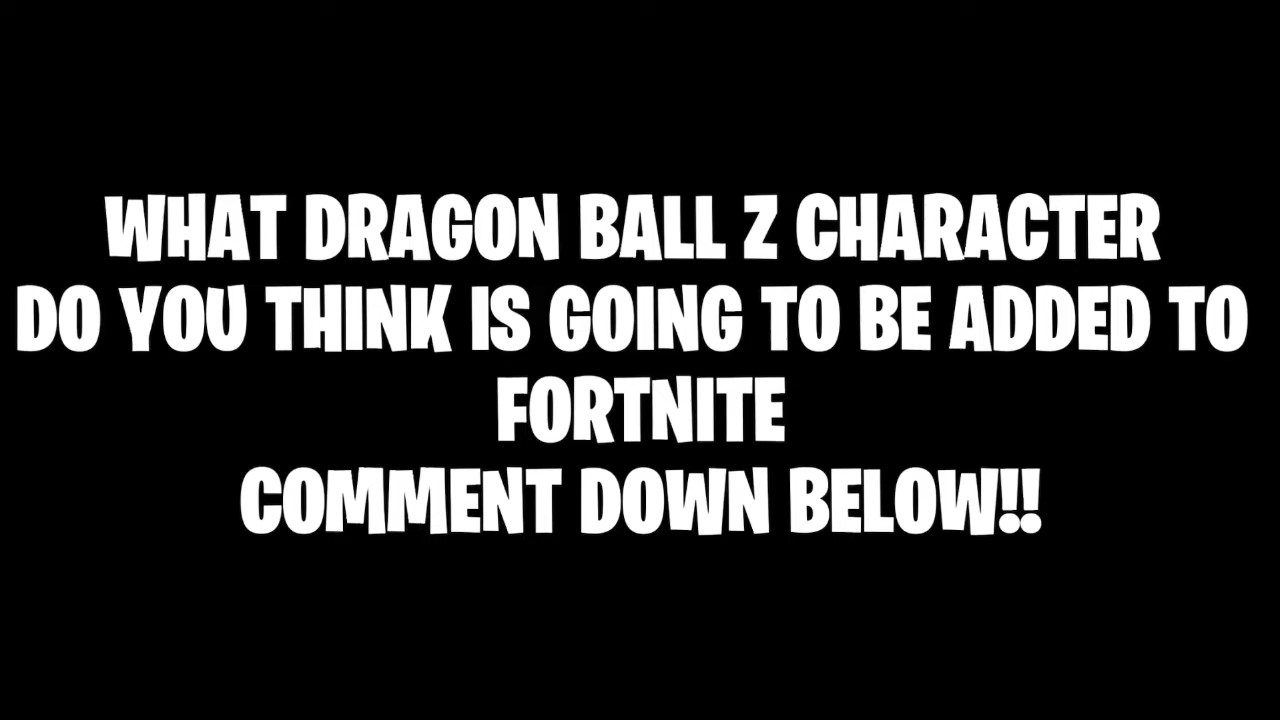 WHAT DRAGON BALL Z CHARACTER
DO YOU THINK IS GOING TO BE ADDED TO
FORTNITE
COMMENT DOWN BELOW!!